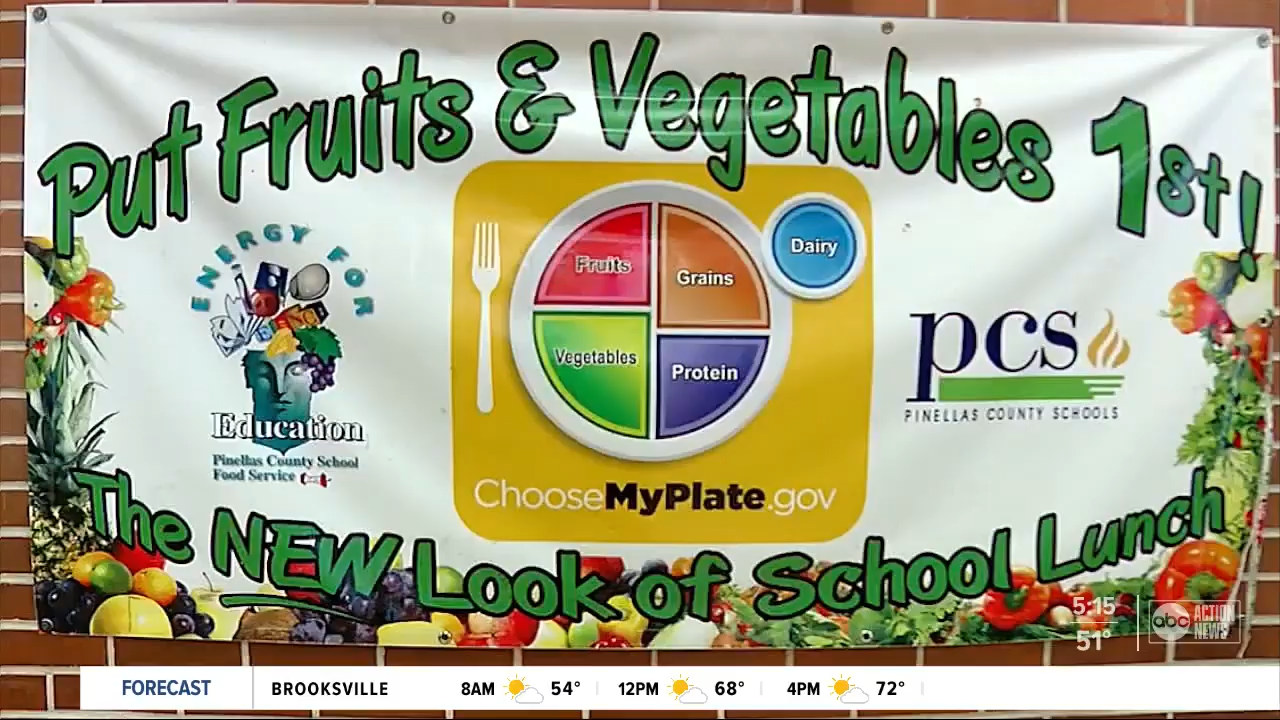 Put Fruits & Vegetables 1st!
ENERGY FOR
Education
Pinellas County School
Food Service
Fruits
Grains
Dairy
Vegetables
Protein
ChooseMyPlate.gov
pcs
PINELLAS COUNTY SCHOOLS
The NEW Look of School Lunch
5:15
51°
abc ACTION NEWS
FORECAST BROOKSVILLE 8AM 54° 12PM 68° 4PM 72°